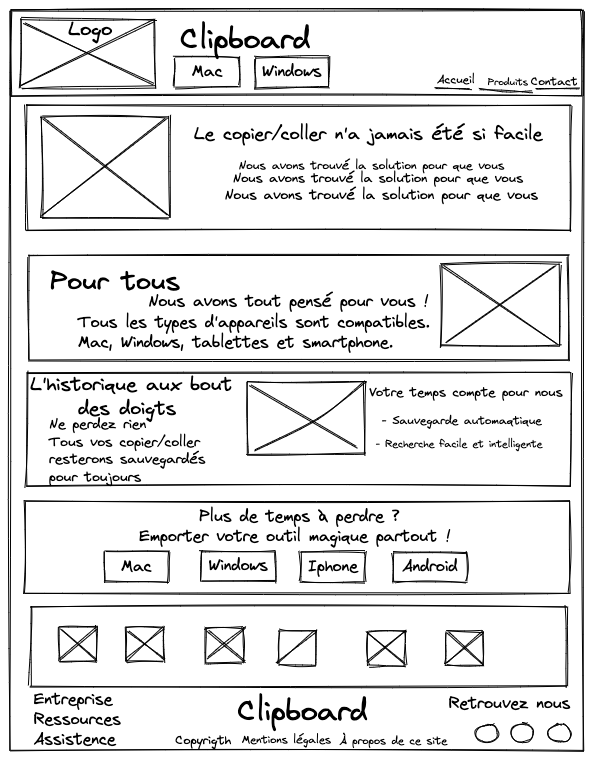 Logo
Clipboard
Mac
Windows
Accueil
Produits
Contact
Le copier/coller n'a jamais été si facile
Nous avons trouvé la solution pour que vous
Nous avons trouvé la solution pour que vous
Nous avons trouvé la solution pour que vous
Pour tous
Nous avons tout pensé pour vous !
Tous les types d'appareils sont compatibles.
Mac, Windows, tablettes et smartphone.
L'historique aux bout
des doigts
Ne perdez rien
Tous vos copier/coller
resterons sauvegardés
pour toujours
Votre temps compte pour nous
- Sauvegarde automaqtique
- Recherche facile et intelligente
Plus de temps à perdre ?
Emporter votre outil magique partout !
Mac
Windows
Iphone
Android
Entreprise
Ressources
Assistence
Clipboard
Copyrigth Mentions légales À propos de ce site
Retrouvez nous